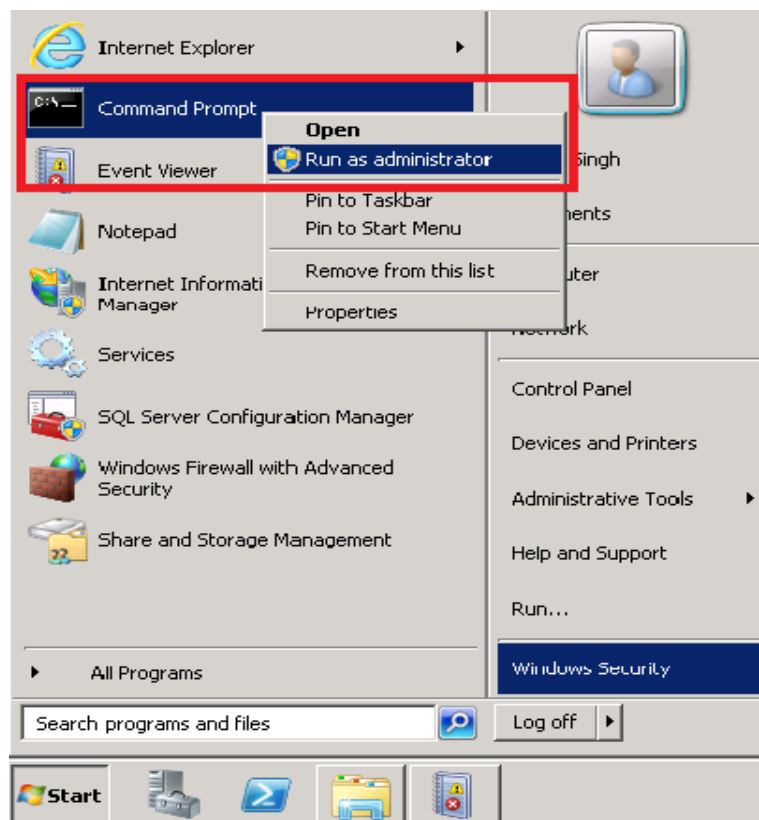 Internet Explorer
C:\
Command Prompt
Open
Event Viewer
Run as administrator
Singh
Pin to Taskbar
ments
Notepad
Pin to Start Menu
Internet Informati
Manager
Remove from this list
uter
Properties
Network
Services
Control Panel
SQL Server Configuration Manager
Devices and Printers
Windows Firewall with Advanced
Security
Administrative Tools
Share and Storage Management
Help and Support
Run...
All Programs
Windows Security
Search programs and files
Log off
Start